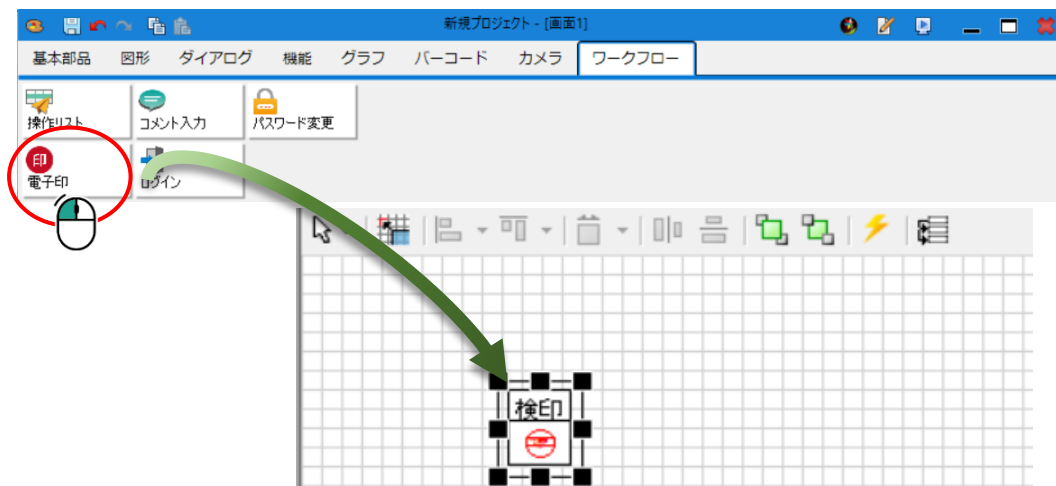 新規プロジェクト - [画面1]
基本部品 図形 ダイアログ 機能 グラフ バーコード カメラ ワークフロー
操作リスト コメント入力 パスワード変更
印
電子印 ログイン
検印